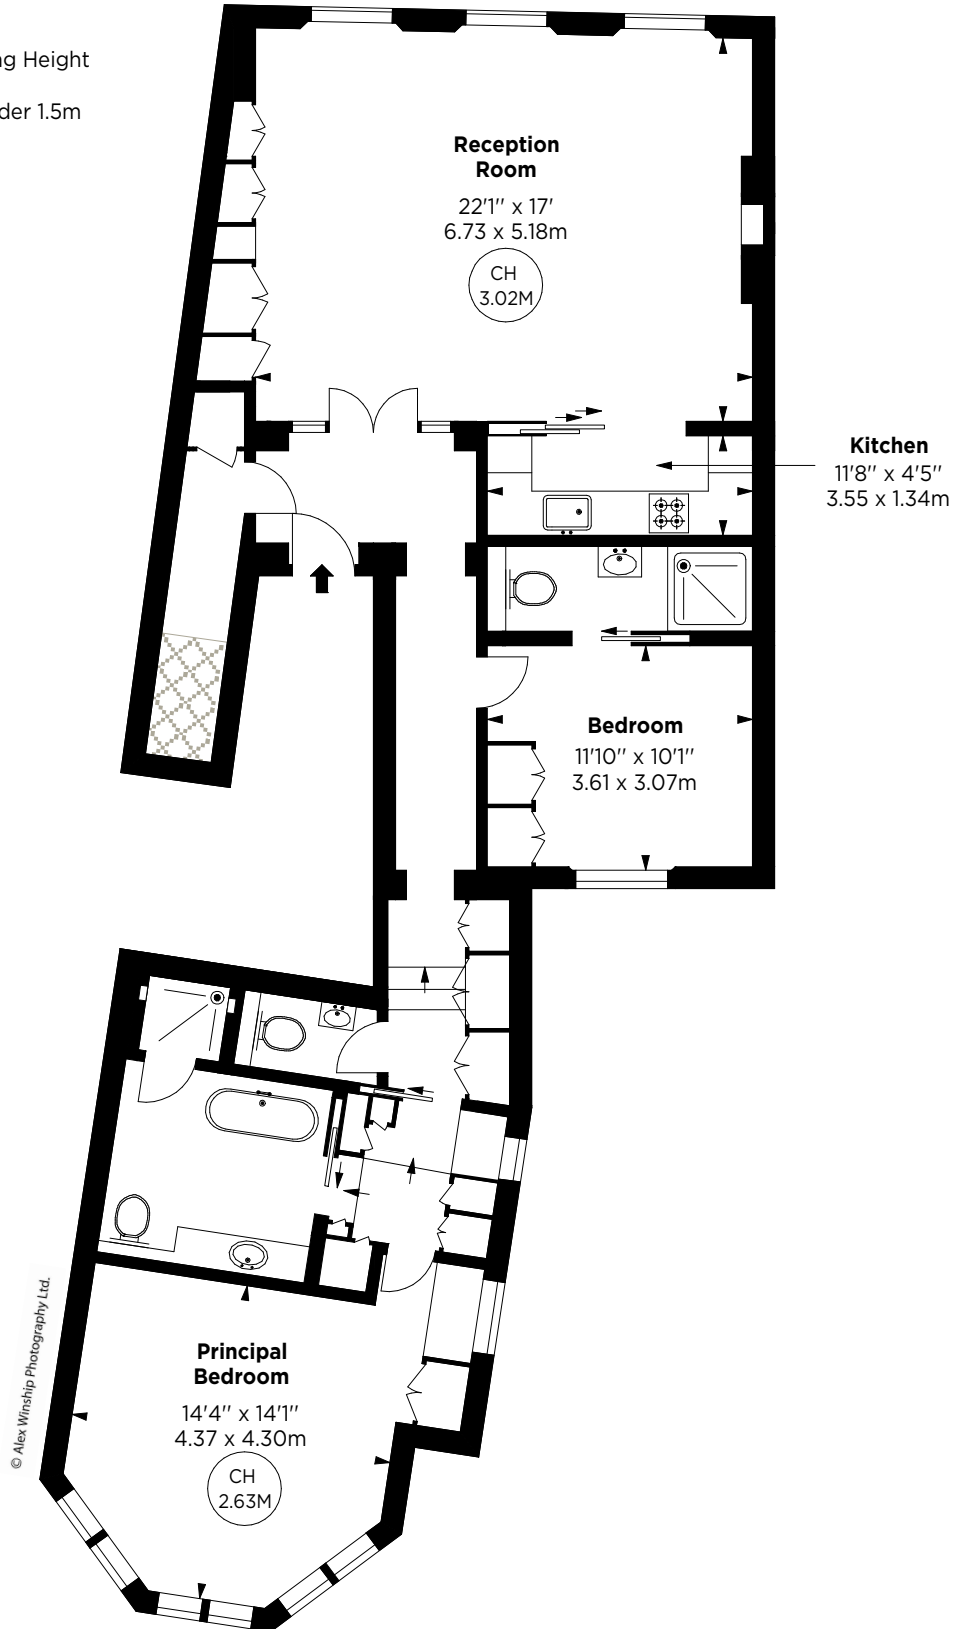 g Height
der 1.5m
Reception
Room
22'1" x 17'
6.73 x 5.18m
CH
3.02M
Kitchen
11'8" x 4'5"
3.55 x 1.34m
Bedroom
11'10" x 10'1"
3.61 x 3.07m
Principal
Bedroom
14'4" x 14'1"
4.37 x 4.30m
CH
2.63M
© Alex Winship Photography Ltd.